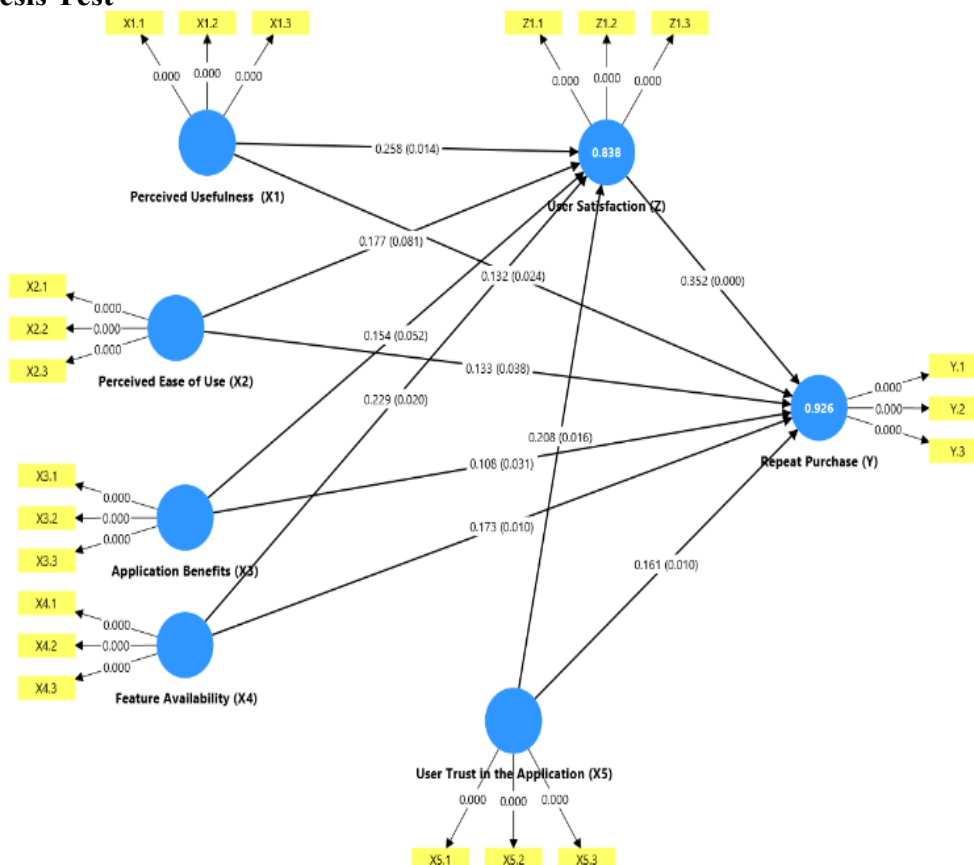 esis Test
X1.1 X1.2 X1.3
0.000 0.000 0.000
Perceived Usefulness (X1)
Z1.1 Z1.2 Z1.3
0.000 0.000 0.000
0.838
User Satisfaction (Z)
0.258 (0.014)
0.177 (0.081)
0.132 (0.024)
0.352 (0.000)
X2.1
X2.2
X2.3
0.000
0.000
0.000
Perceived Ease of Use (X2)
0.154 (0.052)
0.133 (0.038)
0.229 (0.020)
0.926
Repeat Purchase (Y)
0.000
0.000
0.000
Y.1
Y.2
Y.3
0.208 (0.016)
0.108 (0.031)
X3.1
X3.2
X3.3
0.000
0.000
0.000
Application Benefits (X3)
0.173 (0.010)
0.161 (0.010)
X4.1
X4.2
X4.3
0.000
0.000
0.000
Feature Availability (X4)
User Trust in the Application (X5)
0.000 0.000 0.000
X5.1 X5.2 X5.3